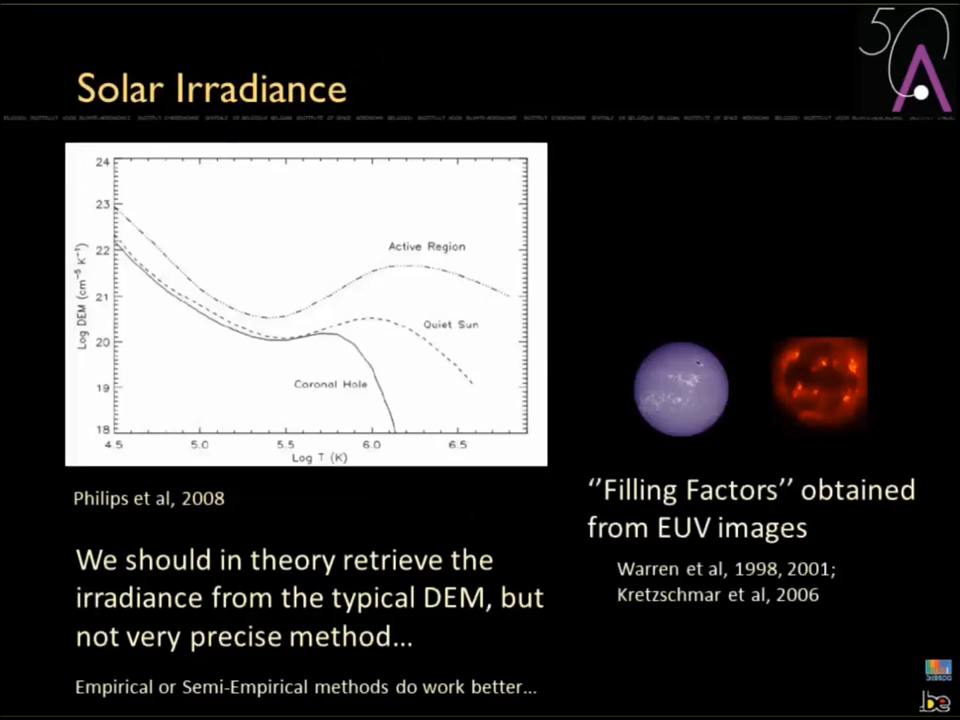 50
Solar Irradiance
24
23
22
21
20
19
18
Log DEM (cm⁻⁵ K⁻¹)
Active Region
Quiet Sun
Coronal Hole
4.5 5.0 5.5 6.0 6.5
Log T (K)
Philips et al, 2008
We should in theory retrieve the
irradiance from the typical DEM, but
not very precise method...
Empirical or Semi-Empirical methods do work better...
‘’Filling Factors’’ obtained
from EUV images
Warren et al, 1998, 2001;
Kretzschmar et al, 2006
.be